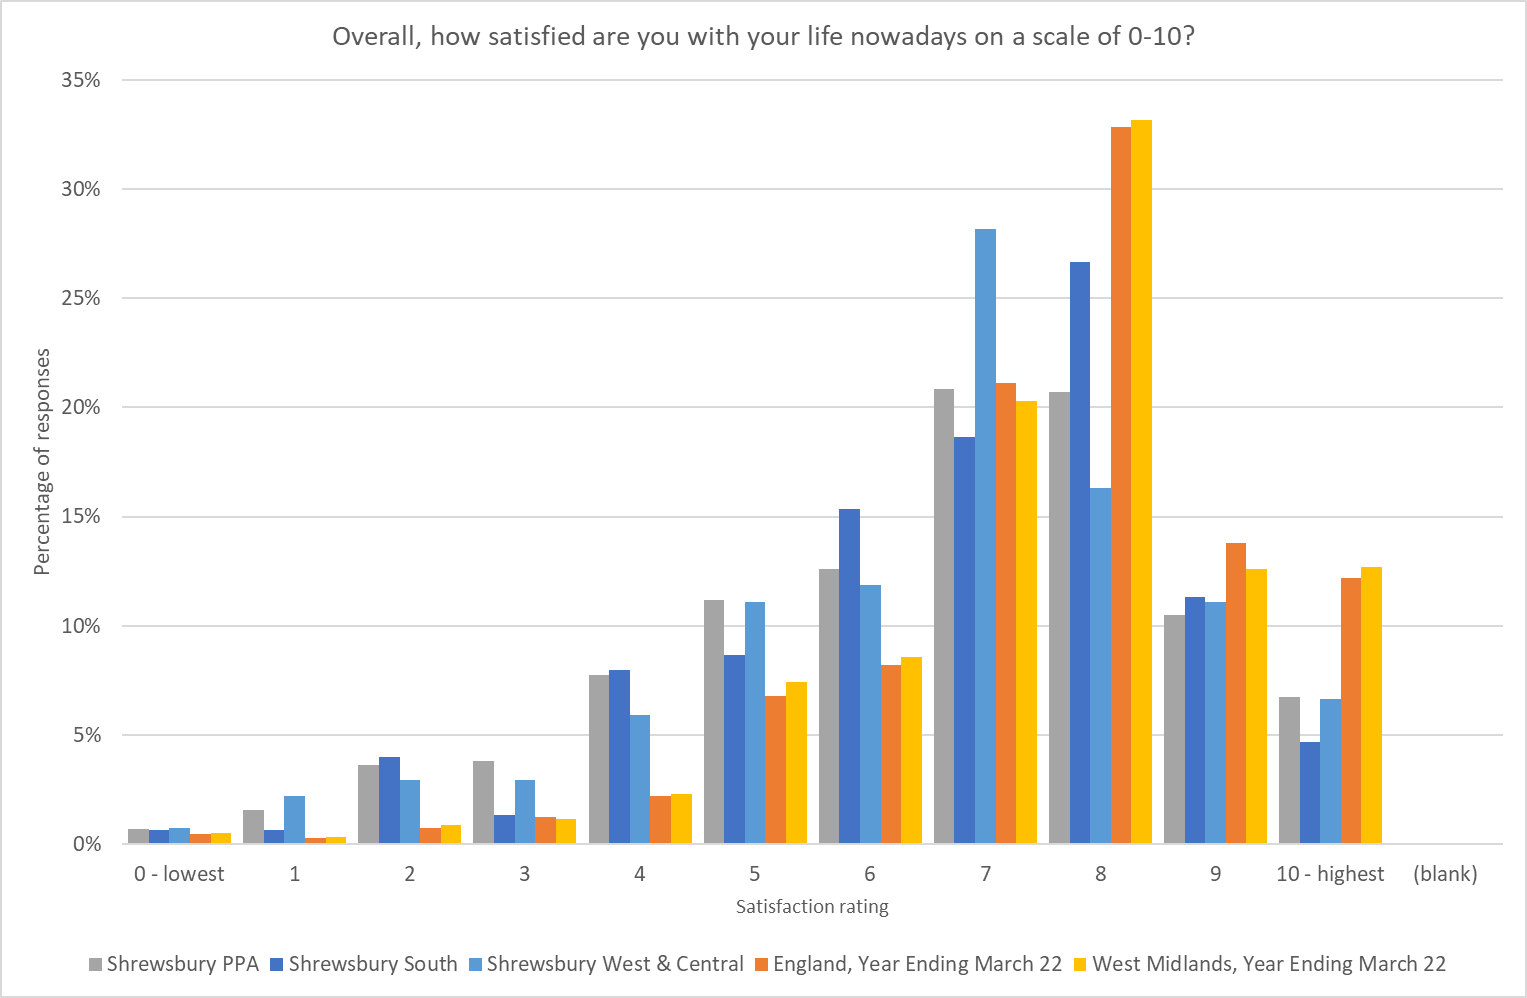 Overall, how satisfied are you with your life nowadays on a scale of 0-10?
35%
30%
25%
20%
15%
10%
5%
0%
Percentage of responses
0 - lowest 1 2 3 4 5 6 7 8 9 10 - highest (blank)
Satisfaction rating
Shrewsbury PPA Shrewsbury South Shrewsbury West & Central England, Year Ending March 22 West Midlands, Year Ending March 22